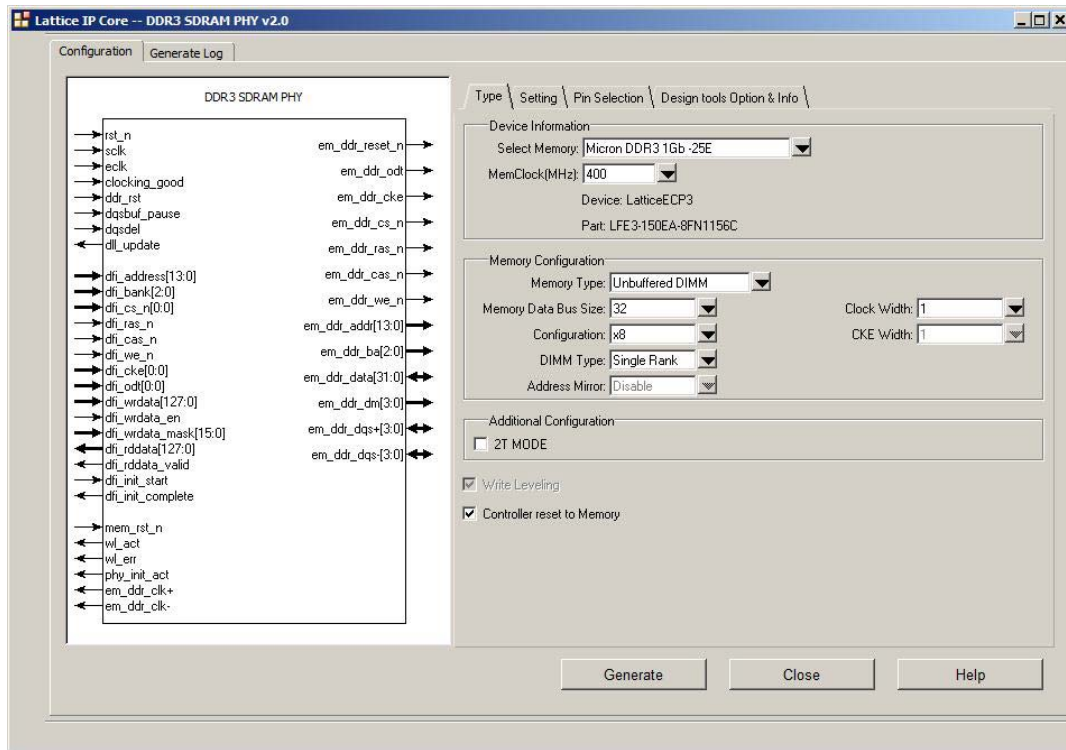 Lattice IP Core -- DDR3 SDRAM PHY v2.0
Configuration
Generate Log
DDR3 SDRAM PHY
rst_n
sclk
eclk
clocking_good
ddr_rst
dqsbuf_pause
dqsdel
dll_update
dfi_address[13:0]
dfi_bank[2:0]
dfi_cs_n[0:0]
dfi_ras_n
dfi_cas_n
dfi_we_n
dfi_cke[0:0]
dfi_odt[0:0]
dfi_wrdata[127:0]
dfi_wrdata_en
dfi_wrdata_mask[15:0]
dfi_rddata[127:0]
dfi_rddata_valid
dfi_init_start
dfi_init_complete
mem_rst_n
wl_act
wl_err
phy_init_act
em_ddr_clk+
em_ddr_clk-
em_ddr_reset_n
em_ddr_odt
em_ddr_cke
em_ddr_cs_n
em_ddr_ras_n
em_ddr_cas_n
em_ddr_we_n
em_ddr_addr[13:0]
em_ddr_ba[2:0]
em_ddr_data[31:0]
em_ddr_dm[3:0]
em_ddr_dqs+[3:0]
em_ddr_dqs-[3:0]
Type Setting Pin Selection Design tools Option & Info
Device Information
Select Memory: Micron DDR3 1Gb -25E
MemClock(MHz): 400
Device: LatticeECP3
Part: LFE3-150EA-8FN1156C
Memory Configuration
Memory Type: Unbuffered DIMM
Memory Data Bus Size: 32 Clock Width: 1
Configuration: x8 CKE Width: 1
DIMM Type: Single Rank
Address Mirror: Disable
Additional Configuration
2T MODE
Write Leveling
Controller reset to Memory
Generate Close Help